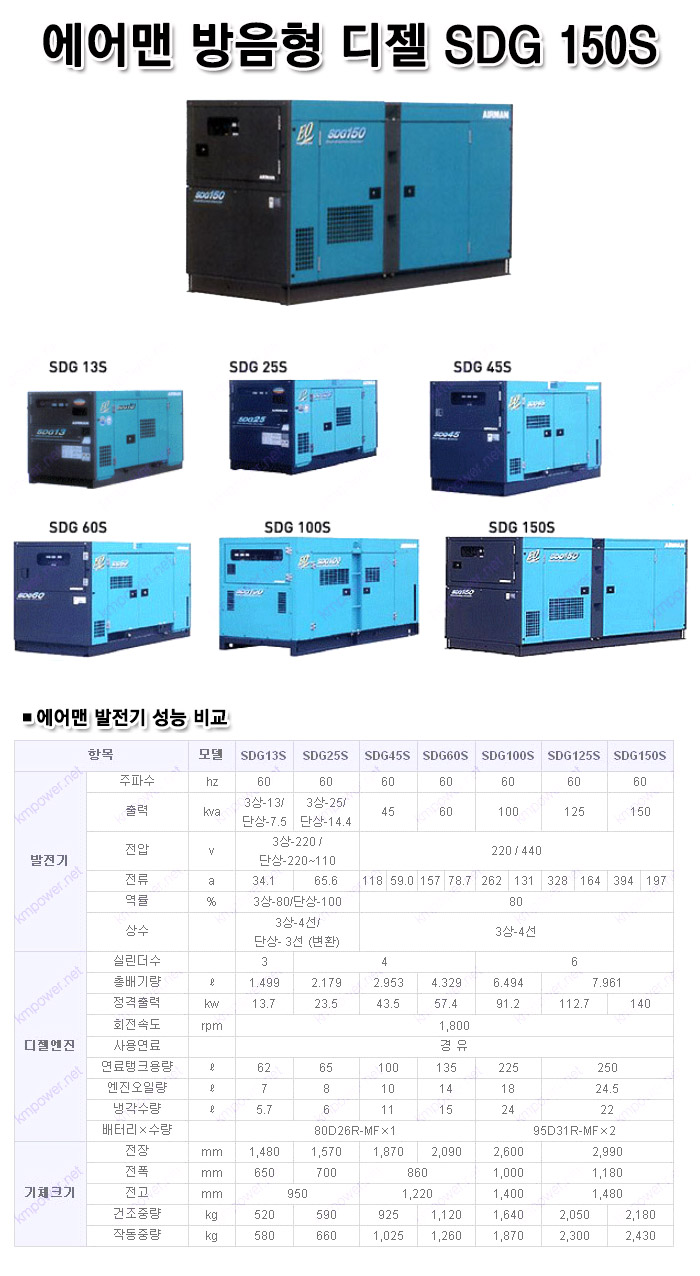 에어맨 방음형 디젤 SDG 150S
AIRMAN
SDG150
SDG150
SDG 13S
SDG 25S
SDG 45S
SDG13
SDG25
SDG45
SDG 60S
SDG 100S
SDG 150S
SDG60
SDG150
SDG150
■ 에어맨 발전기 성능 비교
항목 모델 SDG13S SDG25S SDG45S SDG60S SDG100S SDG125S SDG150S
발전기
주파수 hz 60 60 60 60 60 60 60
출력 kva 3상-13/ 단상-7.5 3상-25/ 단상-14.4 45 60 100 125 150
전압 v 3상-220 / 단상-220~110 220 / 440
전류 a 34.1 65.6 118 59.0 157 78.7 262 131 328 164 394 197
역률 % 3상-80/단상-100 80
상수 3상-4선/ 단상- 3선 (변환) 3상-4선
디젤엔진
실린더수 3 4 6
총배기량 ℓ 1.499 2.179 2.953 4.329 6.494 7.961
정격출력 kw 13.7 23.5 43.5 57.4 91.2 112.7 140
회전속도 rpm 1,800
사용연료 경 유
연료탱크용량 ℓ 62 65 100 135 225 250
엔진오일량 ℓ 7 8 10 14 18 24.5
냉각수량 ℓ 5.7 6 11 15 24 22
배터리×수량 80D26R-MF×1 95D31R-MF×2
기체크기
전장 mm 1,480 1,570 1,870 2,090 2,600 2,990
전폭 mm 650 700 860 1,000 1,180
전고 mm 950 1,220 1,400 1,480
건조중량 kg 520 590 925 1,120 1,640 2,050 2,180
작동중량 kg 580 660 1,025 1,260 1,870 2,300 2,430
kmpower.net